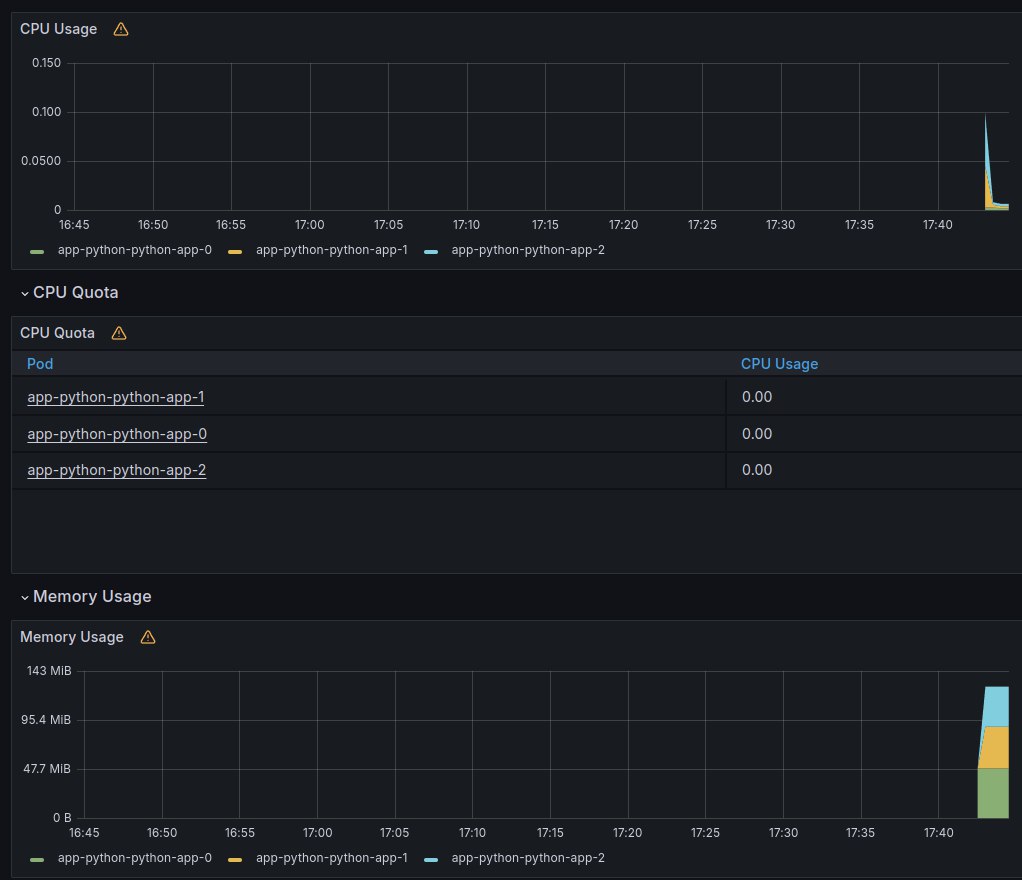 CPU Usage
0.150
0.100
0.0500
0
16:45 16:50 16:55 17:00 17:05 17:10 17:15 17:20 17:25 17:30 17:35 17:40
app-python-python-app-0 app-python-python-app-1 app-python-python-app-2
CPU Quota
CPU Quota
Pod CPU Usage
app-python-python-app-1 0.00
app-python-python-app-0 0.00
app-python-python-app-2 0.00
Memory Usage
Memory Usage
143 MiB
95.4 MiB
47.7 MiB
0 B
16:45 16:50 16:55 17:00 17:05 17:10 17:15 17:20 17:25 17:30 17:35 17:40
app-python-python-app-0 app-python-python-app-1 app-python-python-app-2